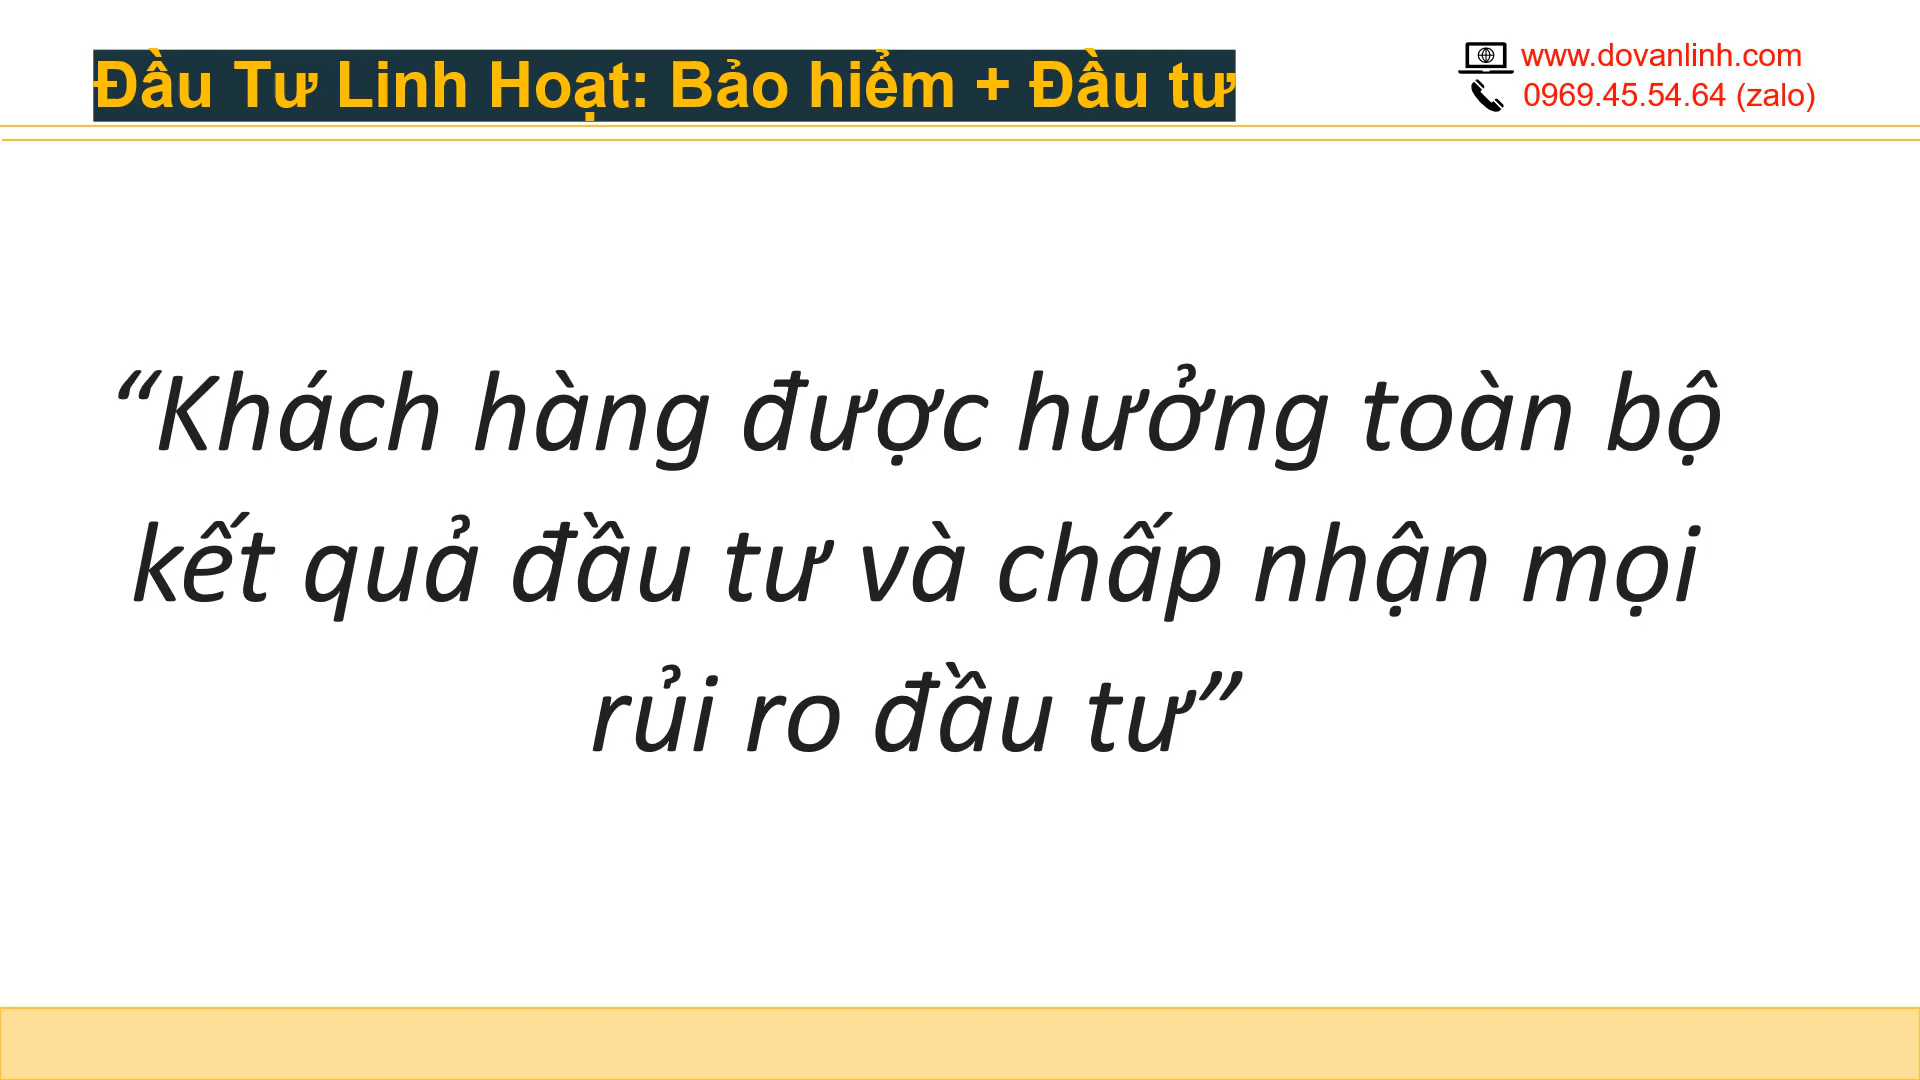 Đầu Tư Linh Hoạt: Bảo hiểm + Đầu tư
www.dovanlinh.com
0969.45.54.64 (zalo)
“Khách hàng được hưởng toàn bộ
kết quả đầu tư và chấp nhận mọi
rủi ro đầu tư”